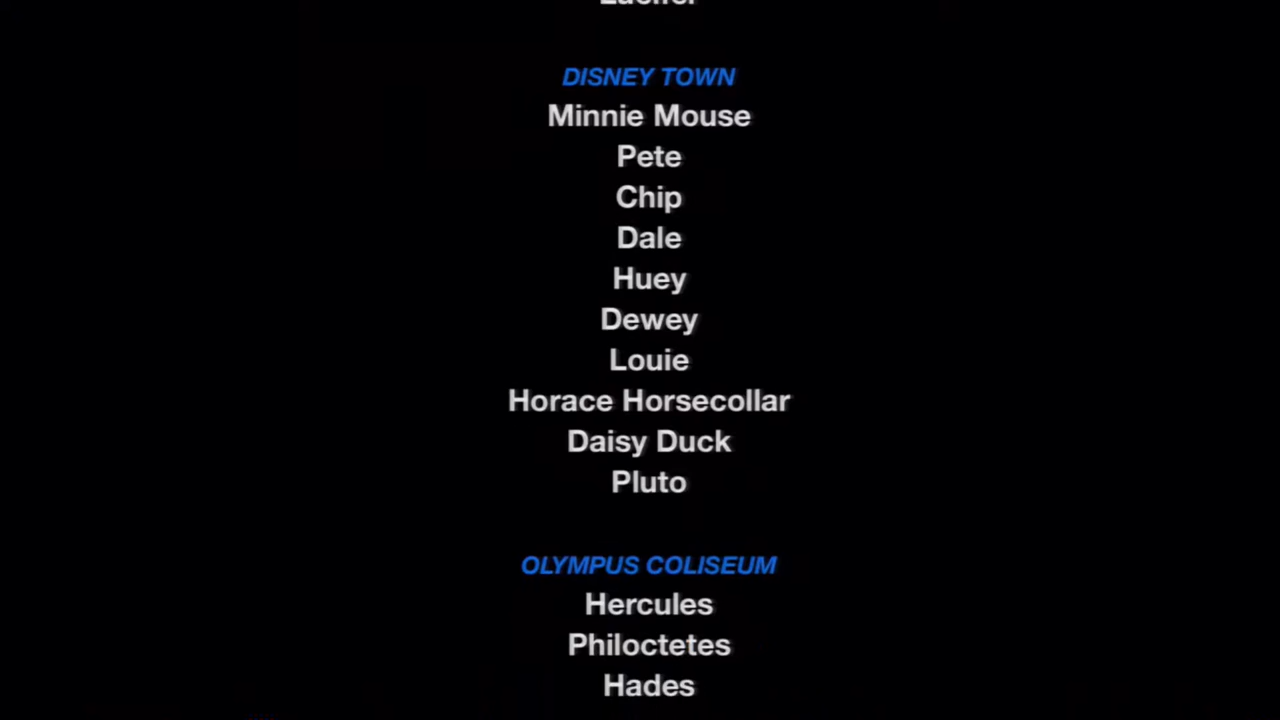 Lucifer
DISNEY TOWN
Minnie Mouse
Pete
Chip
Dale
Huey
Dewey
Louie
Horace Horsecollar
Daisy Duck
Pluto
OLYMPUS COLISEUM
Hercules
Philoctetes
Hades